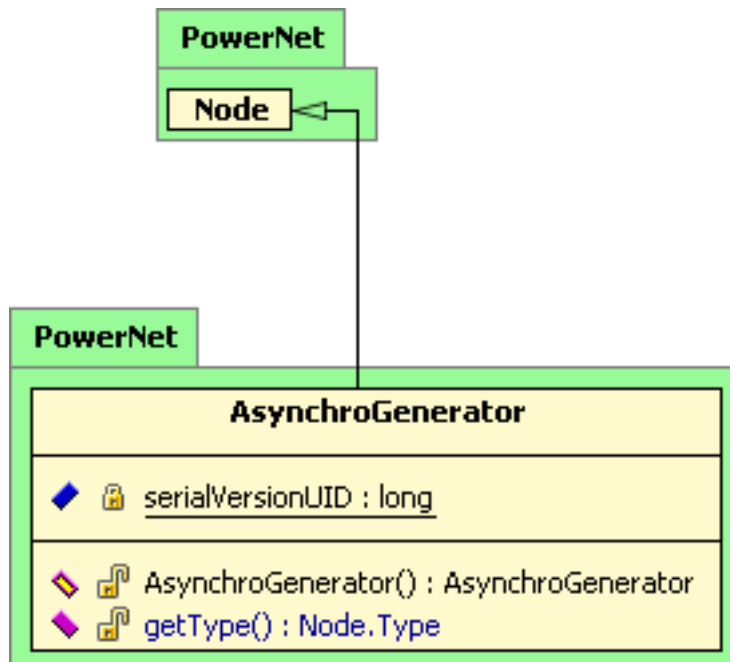 PowerNet
Node
PowerNet
AsynchroGenerator
serialVersionUID : long
AsynchroGenerator() : AsynchroGenerator
getType() : Node.Type